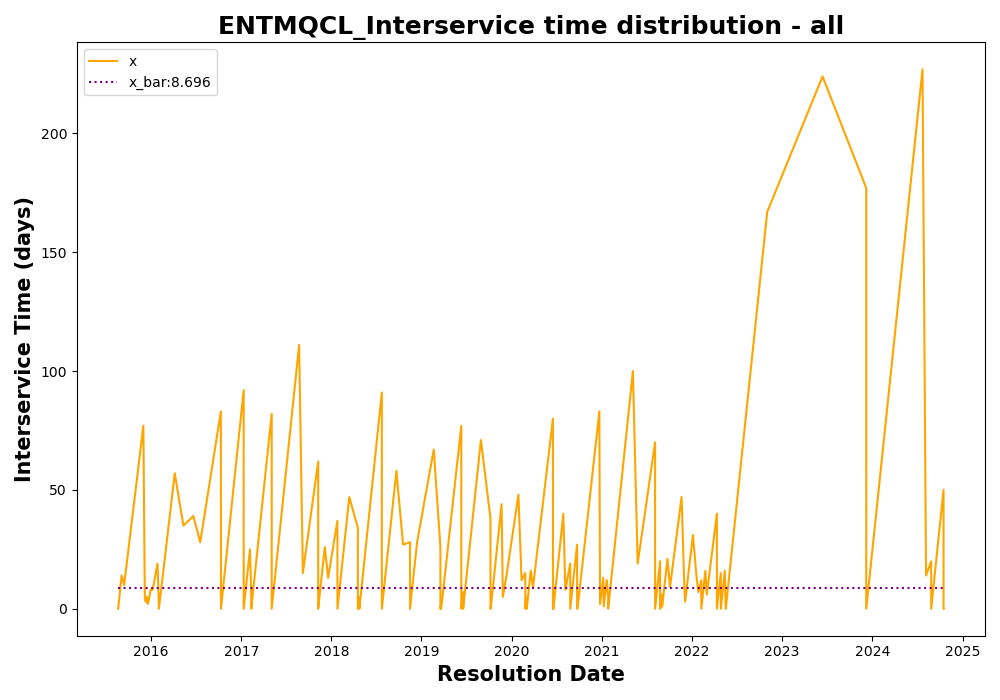 ENTMQCL_Interservice time distribution - all
x
x_bar:8.696
Interservice Time (days)
200
150
100
50
0
2016 2017 2018 2019 2020 2021 2022 2023 2024 2025
Resolution Date